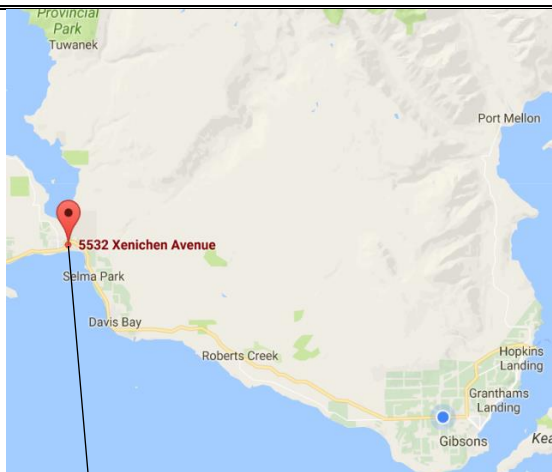 Provincial
Park
Tuwanek
Port Mellon
5532 Xenichen Avenue
Selma Park
Davis Bay
Roberts Creek
Hopkins
Landing
Granthams
Landing
Gibsons
Kea